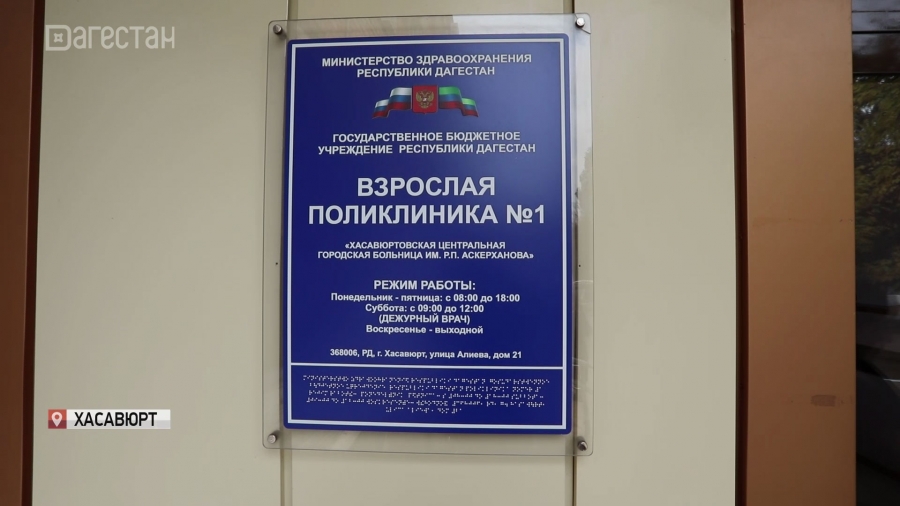 Дагестан
МИНИСТЕРСТВО ЗДРАВООХРАНЕНИЯ
РЕСПУБЛИКИ ДАГЕСТАН
ГОСУДАРСТВЕННОЕ БЮДЖЕТНОЕ
УЧРЕЖДЕНИЕ РЕСПУБЛИКИ ДАГЕСТАН
ВЗРОСЛАЯ
ПОЛИКЛИНИКА №1
«ХАСАВЮРТОВСКАЯ ЦЕНТРАЛЬНАЯ
ГОРОДСКАЯ БОЛЬНИЦА ИМ. Р.П. АСКЕРХАНОВА»
РЕЖИМ РАБОТЫ:
Понедельник - пятница: с 08:00 до 18:00
Суббота: с 09:00 до 12:00
(ДЕЖУРНЫЙ ВРАЧ)
Воскресенье - выходной
368006, РД, г. Хасавюрт, улица Алиева, дом 21
ХАСАВЮРТ